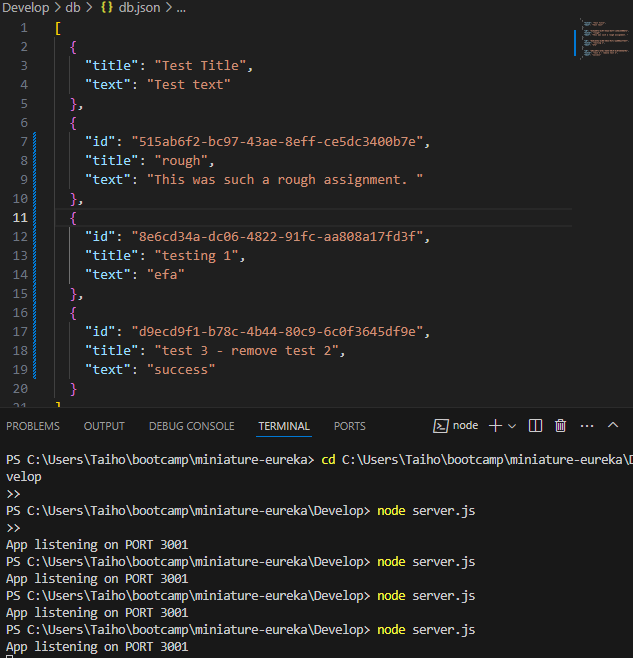 Develop > db > {} db.json > ...
1 [
2 {
3 "title": "Test Title",
4 "text": "Test text"
5 },
6 {
7 "id": "515ab6f2-bc97-43ae-8eff-ce5dc3400b7e",
8 "title": "rough",
9 "text": "This was such a rough assignment. "
10 },
11 {
12 "id": "8e6cd34a-dc06-4822-91fc-aa808a17fd3f",
13 "title": "testing 1",
14 "text": "efa"
15 },
16 {
17 "id": "d9ecd9f1-b78c-4b44-80c9-6c0f3645df9e",
18 "title": "test 3 - remove test 2",
19 "text": "success"
20 }
21 ]
PROBLEMS OUTPUT DEBUG CONSOLE TERMINAL PORTS node
PS C:\Users\Taiho\bootcamp\miniature-eureka> cd C:\Users\Taiho\bootcamp\miniature-eureka\D
velop
>>
PS C:\Users\Taiho\bootcamp\miniature-eureka\Develop> node server.js
>>
App listening on PORT 3001
PS C:\Users\Taiho\bootcamp\miniature-eureka\Develop> node server.js
App listening on PORT 3001
PS C:\Users\Taiho\bootcamp\miniature-eureka\Develop> node server.js
App listening on PORT 3001
PS C:\Users\Taiho\bootcamp\miniature-eureka\Develop> node server.js
App listening on PORT 3001